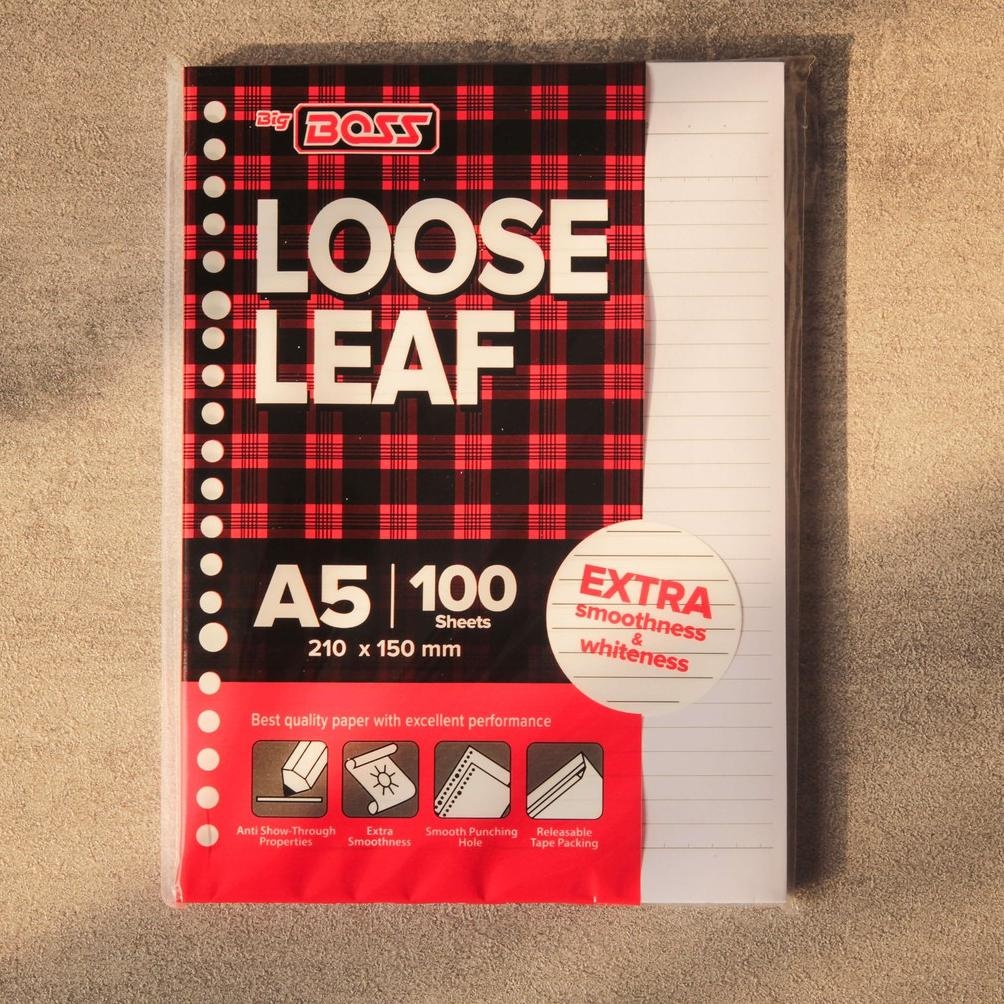 Big BOSS
LOOSE
LEAF
A5 | 100
Sheets
210 x 150 mm
EXTRA
smoothness
&
whiteness
Best quality paper with excellent performance
Anti Show-Through
Properties
Extra
Smoothness
Smooth Punching
Hole
Releasable
Tape Packing